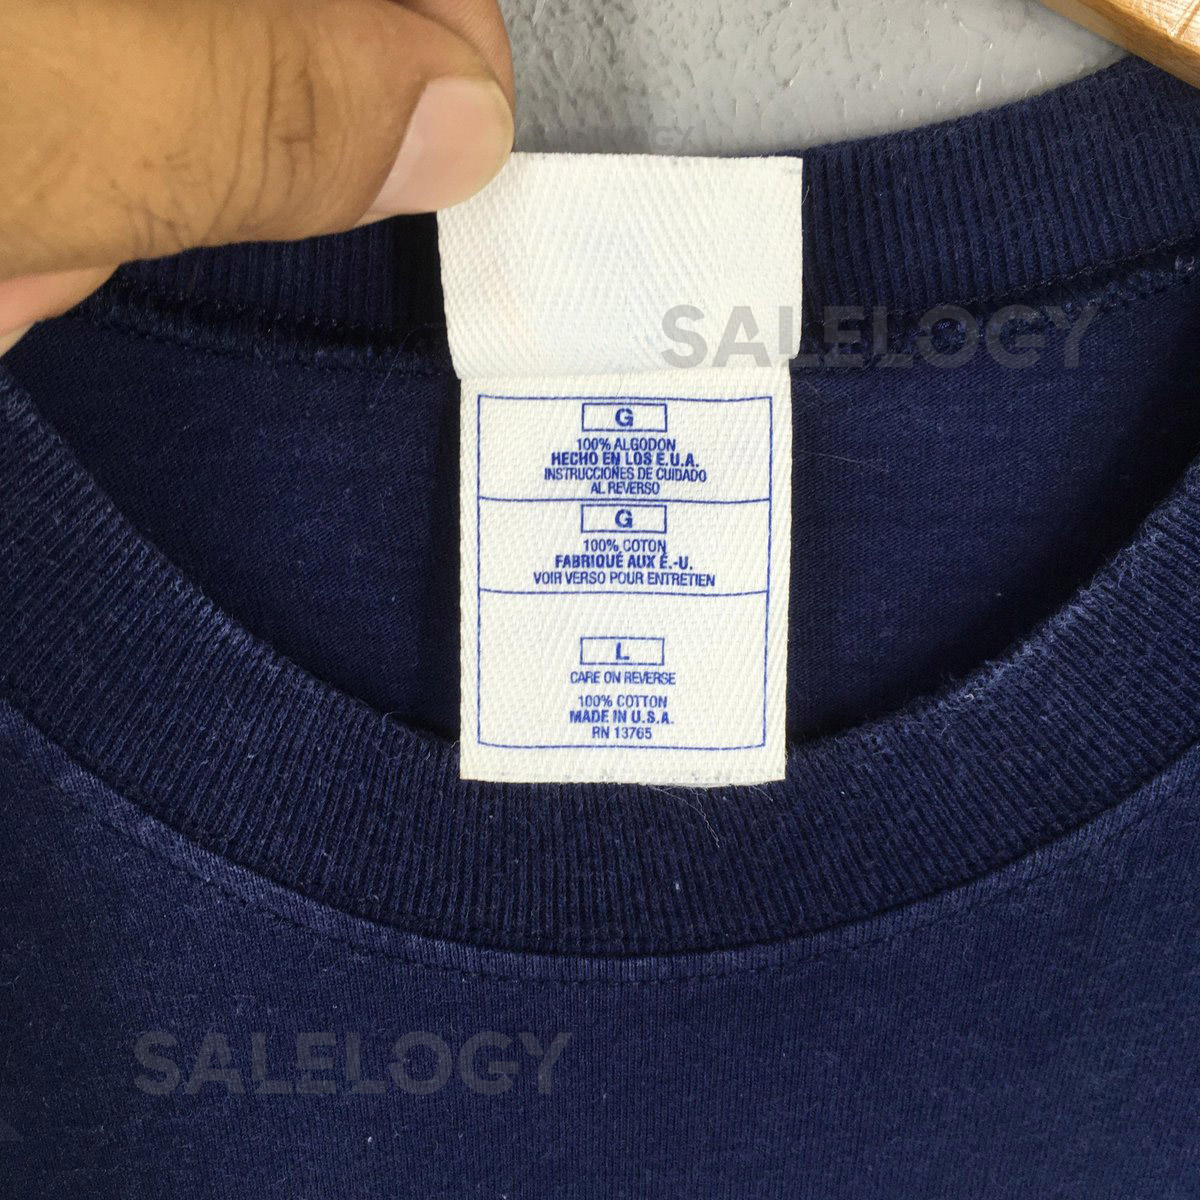 SALELOGY
G
100% ALGODON
HECHO EN LOS E.U.A.
INSTRUCCIONES DE CUIDADO
AL REVERSO
G
100% COTON
FABRIQUÉ AUX É.-U.
VOIR VERSO POUR ENTRETIEN
L
CARE ON REVERSE
100% COTTON
MADE IN U.S.A.
RN 13765
SALELOGY